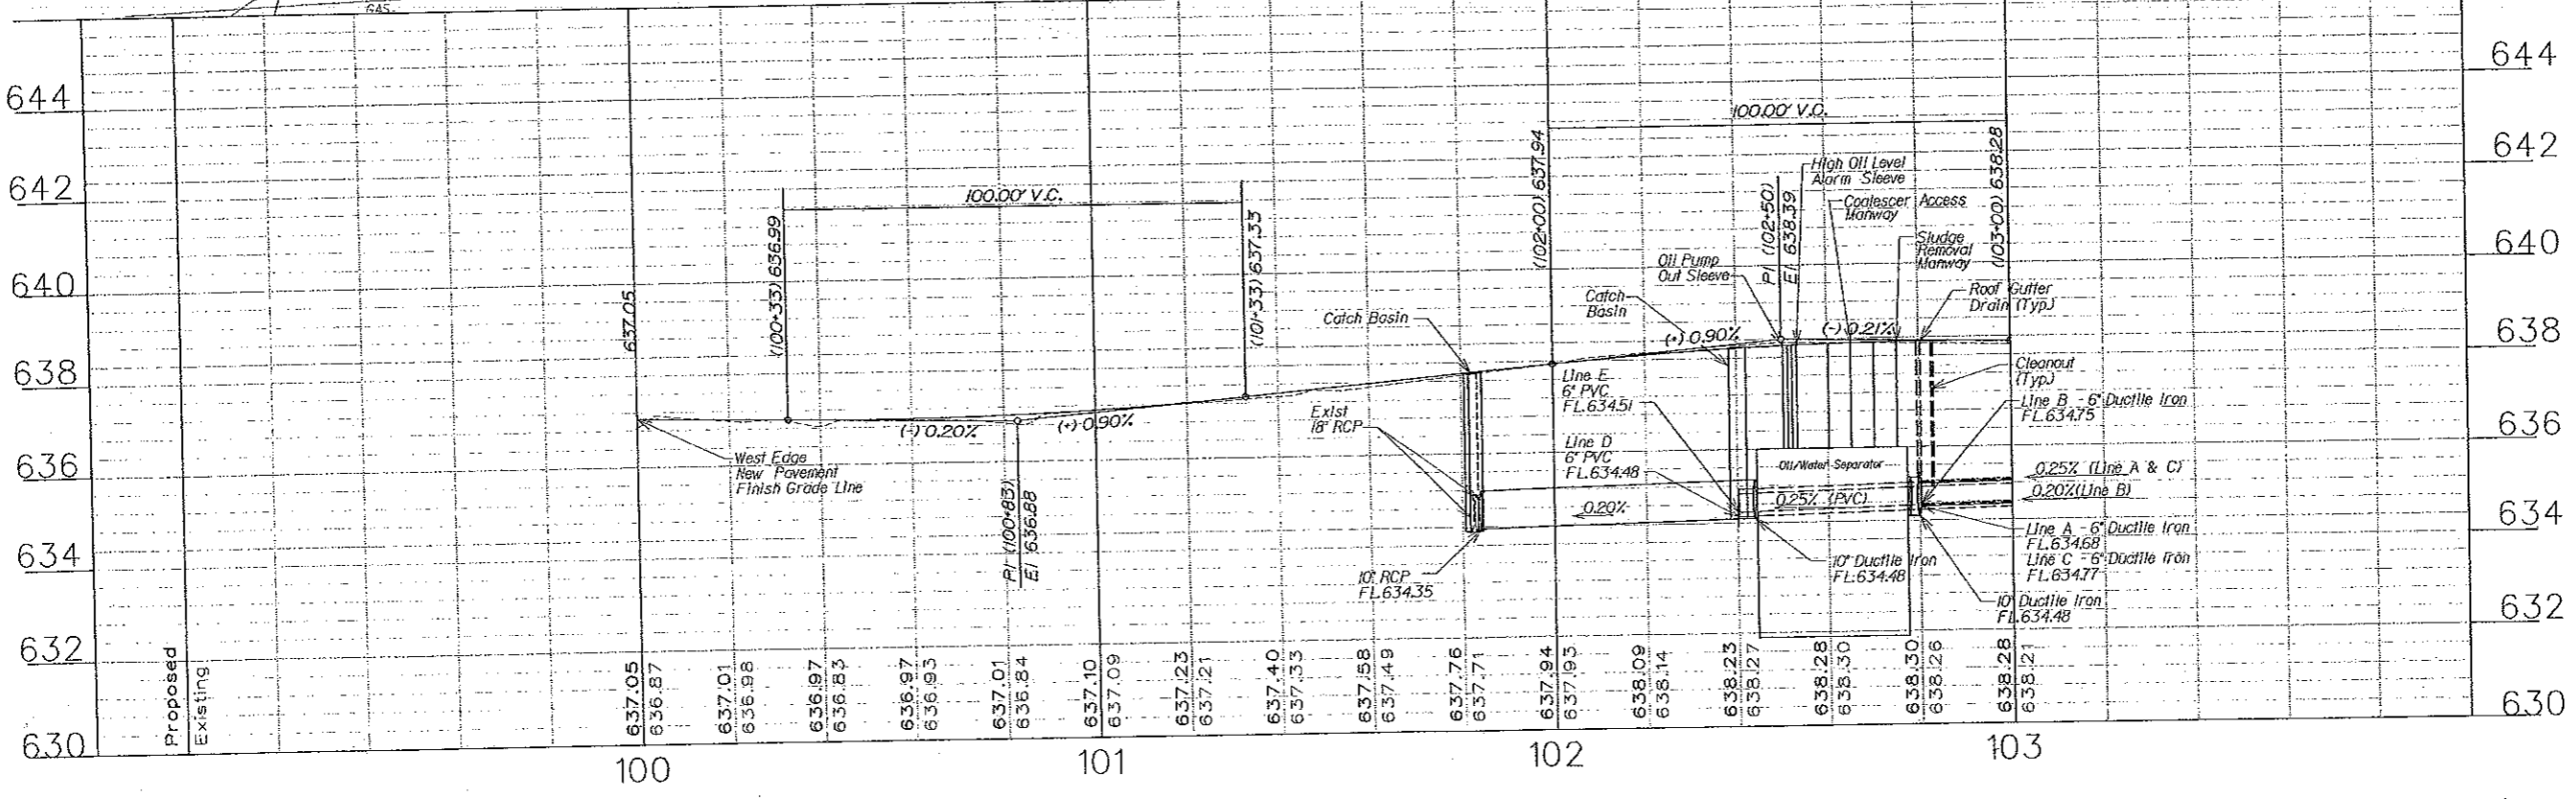 GAS
644
642
640
638
636
634
632
630
644
642
640
638
636
634
632
630
637.05
(100+33) 636.99
100.00' V.C.
(101+33) 637.33
(-) 0.20%
(+) 0.90%
West Edge
New Pavement
Finish Grade Line
PI (100+83)
El 636.88
(102+00) 637.94
100.00' V.C.
(103+00) 638.28
PI (102+50)
El 638.39
High Oil Level
Alarm Sleeve
Coalescer Access
Manway
Sludge
Removal
Manway
Oil Pump
Out Sleeve
Catch
Basin
Catch Basin
(+) 0.90%
(-) 0.21%
Roof Gutter
Drain (Typ.)
Cleanout
(Typ.)
Exist
18" RCP
Line E
6" PVC
FL.634.51
Line D
6" PVC
FL.634.48
Oil/Water Separator
0.25% (PVC)
0.20%
Line B - 6" Ductile Iron
FL.634.75
0.25% (Line A & C)
0.20%(Line B)
Line A - 6" Ductile Iron
FL.634.68
Line C - 6" Ductile Iron
FL.634.77
10" Ductile Iron
FL.634.48
10" Ductile Iron
FL.634.48
10" RCP
FL.634.35
Proposed
Existing
637.05
636.87
637.01
636.98
636.97
636.83
636.97
636.93
637.01
636.84
637.10
637.09
637.23
637.21
637.40
637.33
637.58
637.49
637.76
637.71
637.94
637.93
638.09
638.14
638.23
638.27
638.28
638.30
638.30
638.26
638.28
638.21
100
101
102
103